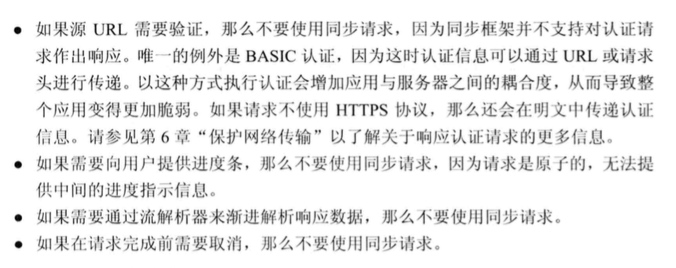 ● 如果源 URL 需要验证，那么不要使用同步请求，因为同步框架并不支持对认证请
求作出响应。唯一的例外是 BASIC 认证，因为这时认证信息可以通过 URL 或请求
头进行传递。以这种方式执行认证会增加应用与服务器之间的耦合度，从而导致整
个应用变得更加脆弱。如果请求不使用 HTTPS 协议，那么还会在明文中传递认证
信息。请参见第 6 章“保护网络传输”以了解关于响应认证请求的更多信息。
● 如果需要向用户提供进度条，那么不要使用同步请求，因为请求是原子的，无法提
供中间的进度指示信息。
● 如果需要通过流解析器来渐进解析响应数据，那么不要使用同步请求。
● 如果在请求完成前需要取消，那么不要使用同步请求。